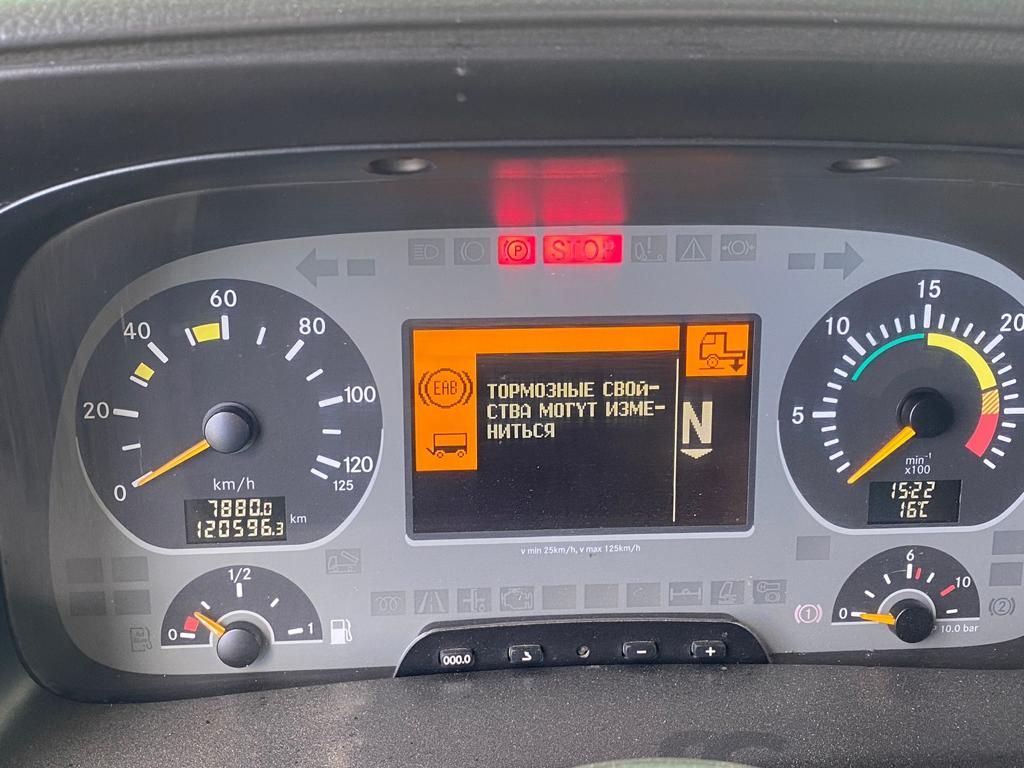 P STOP
60
40 80
20 100
0 120
125
km/h
7880.0
120596.3 km
EAB
ТОРМОЗНЫЕ СВОЙ-
СТВА МОГУТ ИЗМЕ-
НИТЬСЯ
N
v min 25km/h, v max 125km/h
15
10 20
5
min⁻¹
x100
15:22
16°C
1/2
0 1
6
0 10
1 2
10.0 bar
000.0 - +